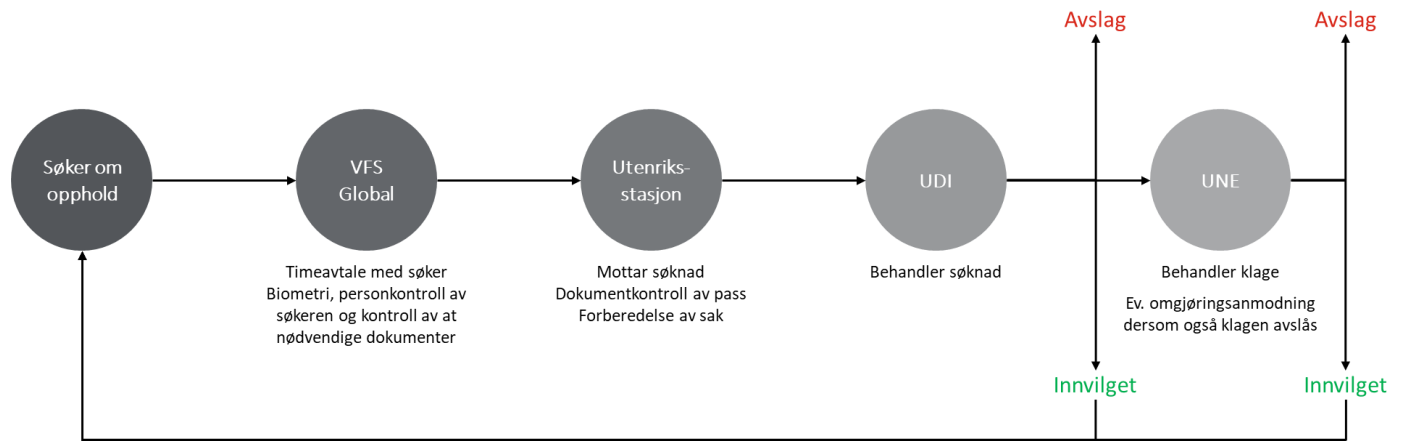 Avslag
Avslag
Søker om
opphold
VFS
Global
Utenriks-
stasjon
UDI
UNE
Timeavtale med søker
Biometri, personkontroll av
søkeren og kontroll av at
nødvendige dokumenter
Mottar søknad
Dokumentkontroll av pass
Forberedelse av sak
Behandler søknad
Behandler klage
Ev. omgjøringsanmodning
dersom også klagen avslås
Innvilget
Innvilget